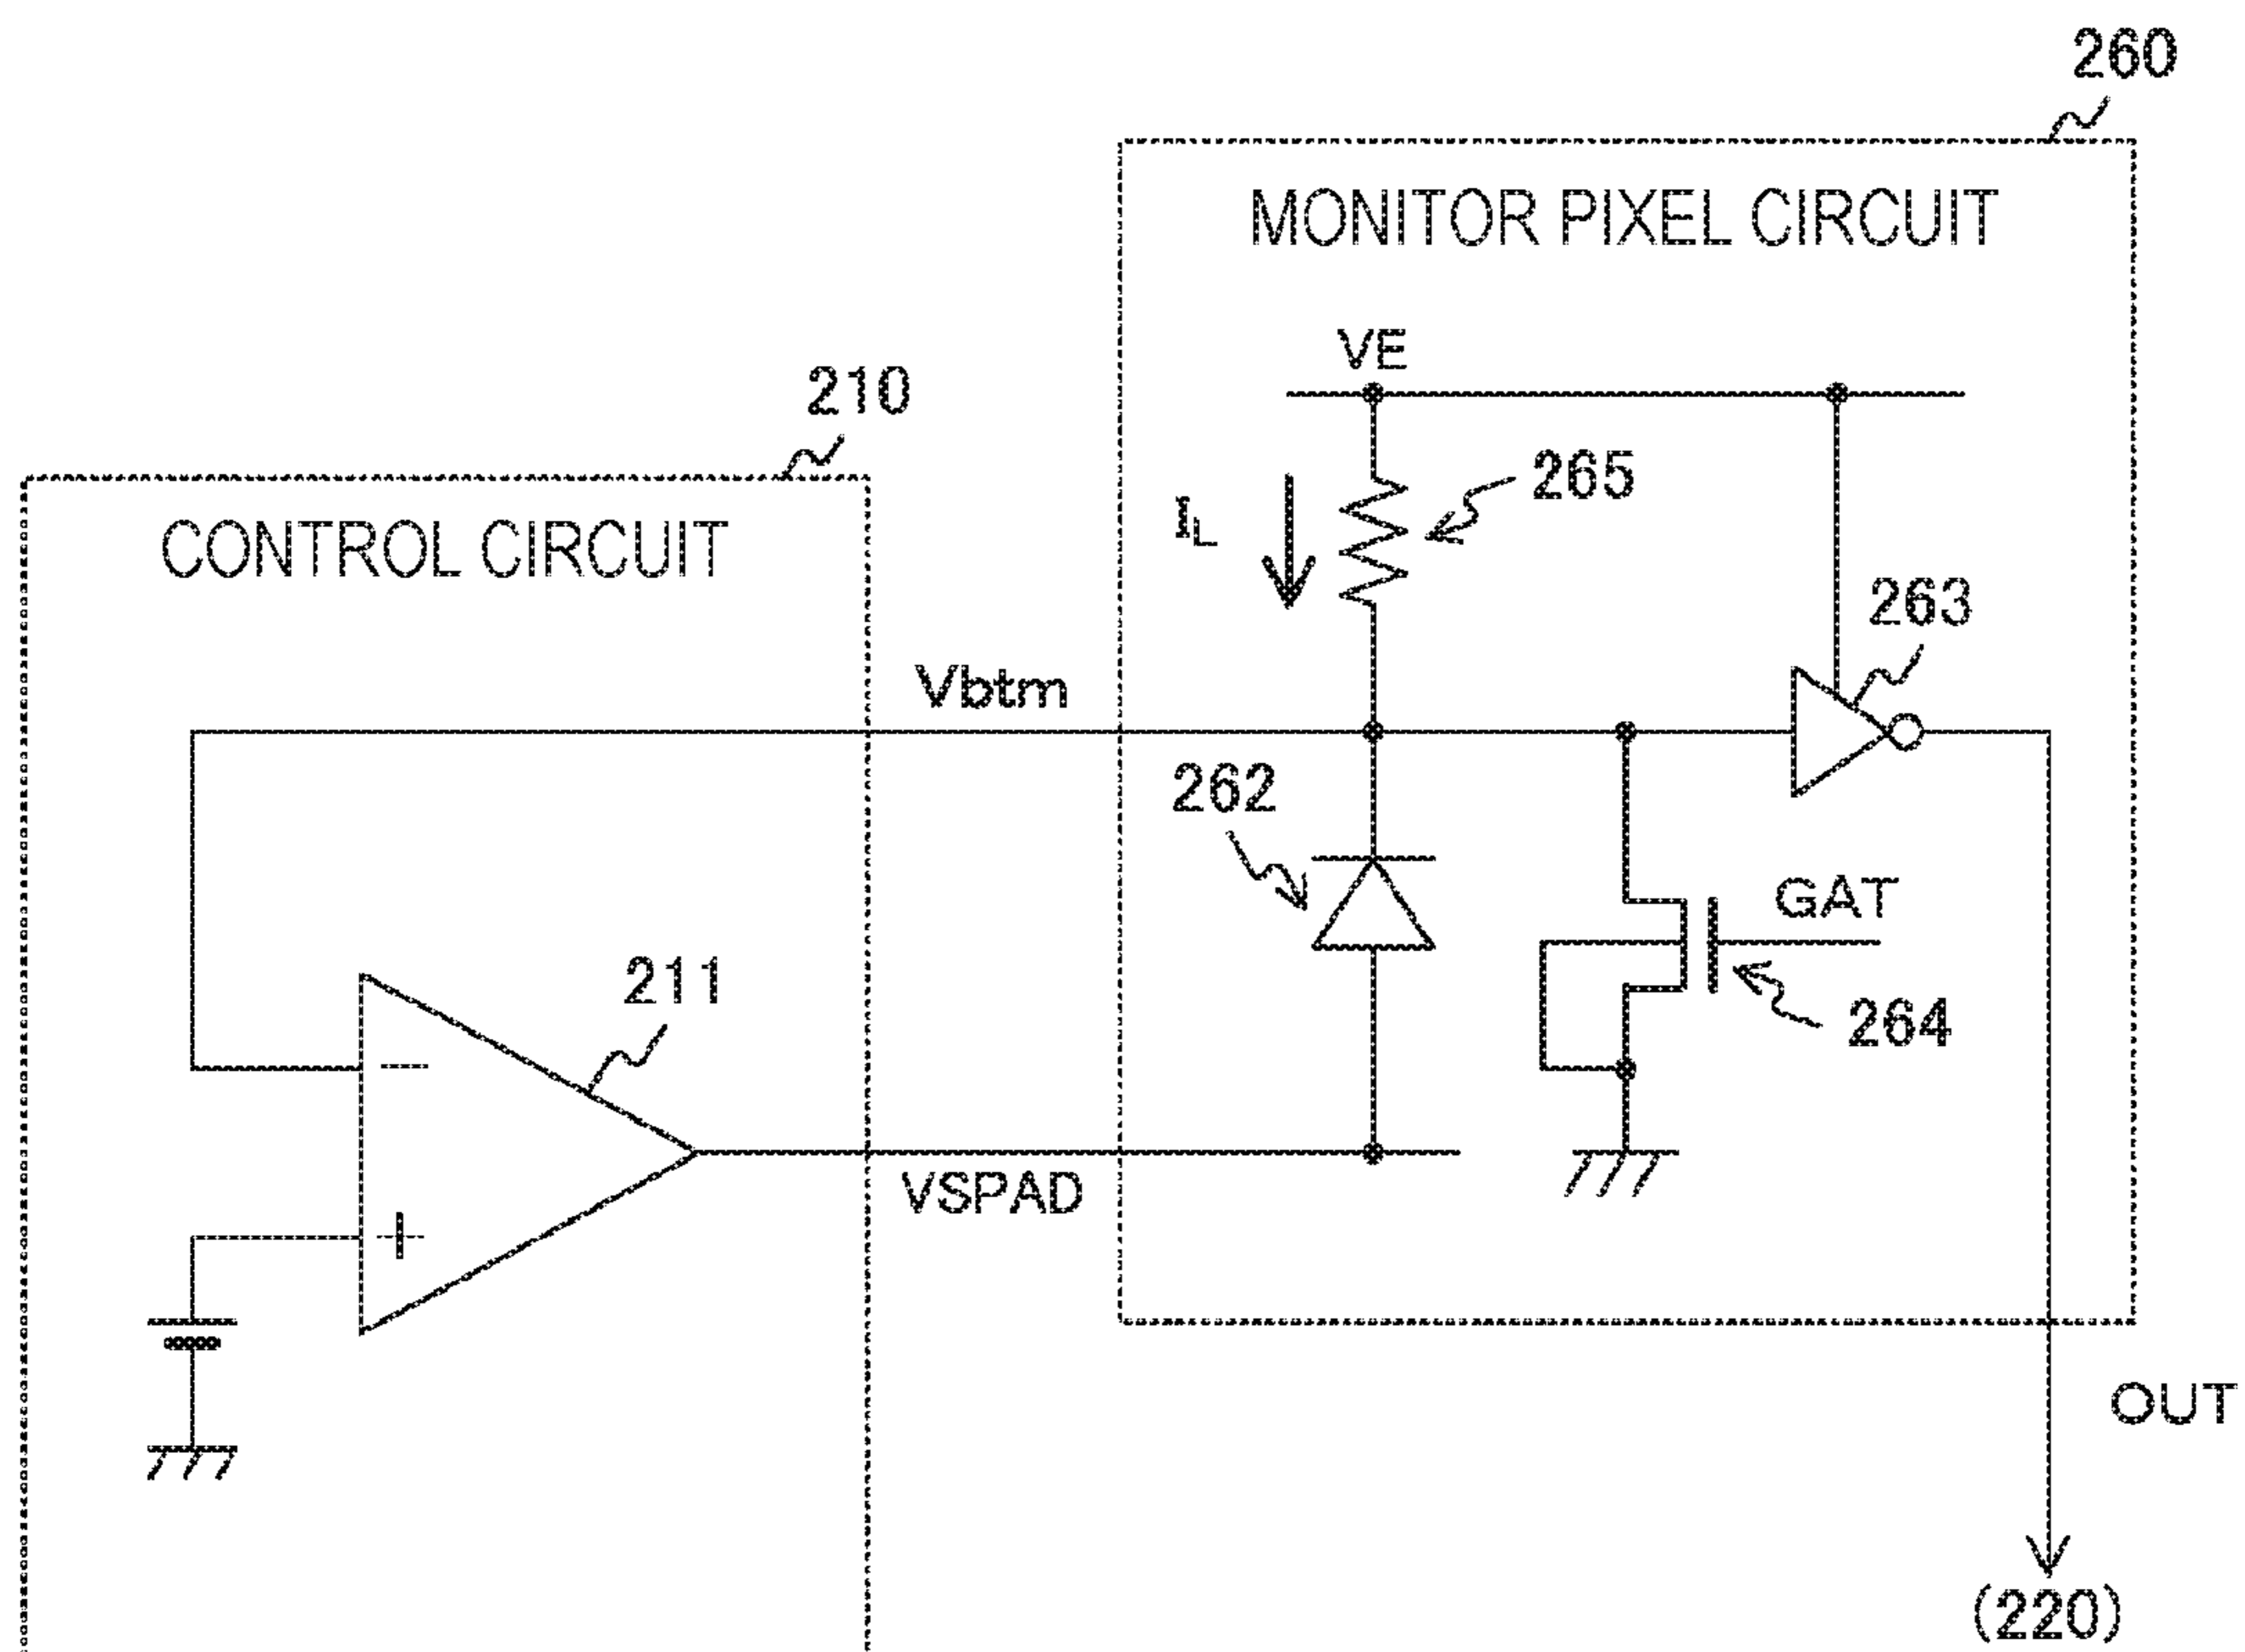 260
MONITOR PIXEL CIRCUIT
VE
210
265
IL
CONTROL CIRCUIT
263
Vbtm
262
GAT
211
264
−
VSPAD
+
OUT
(220)